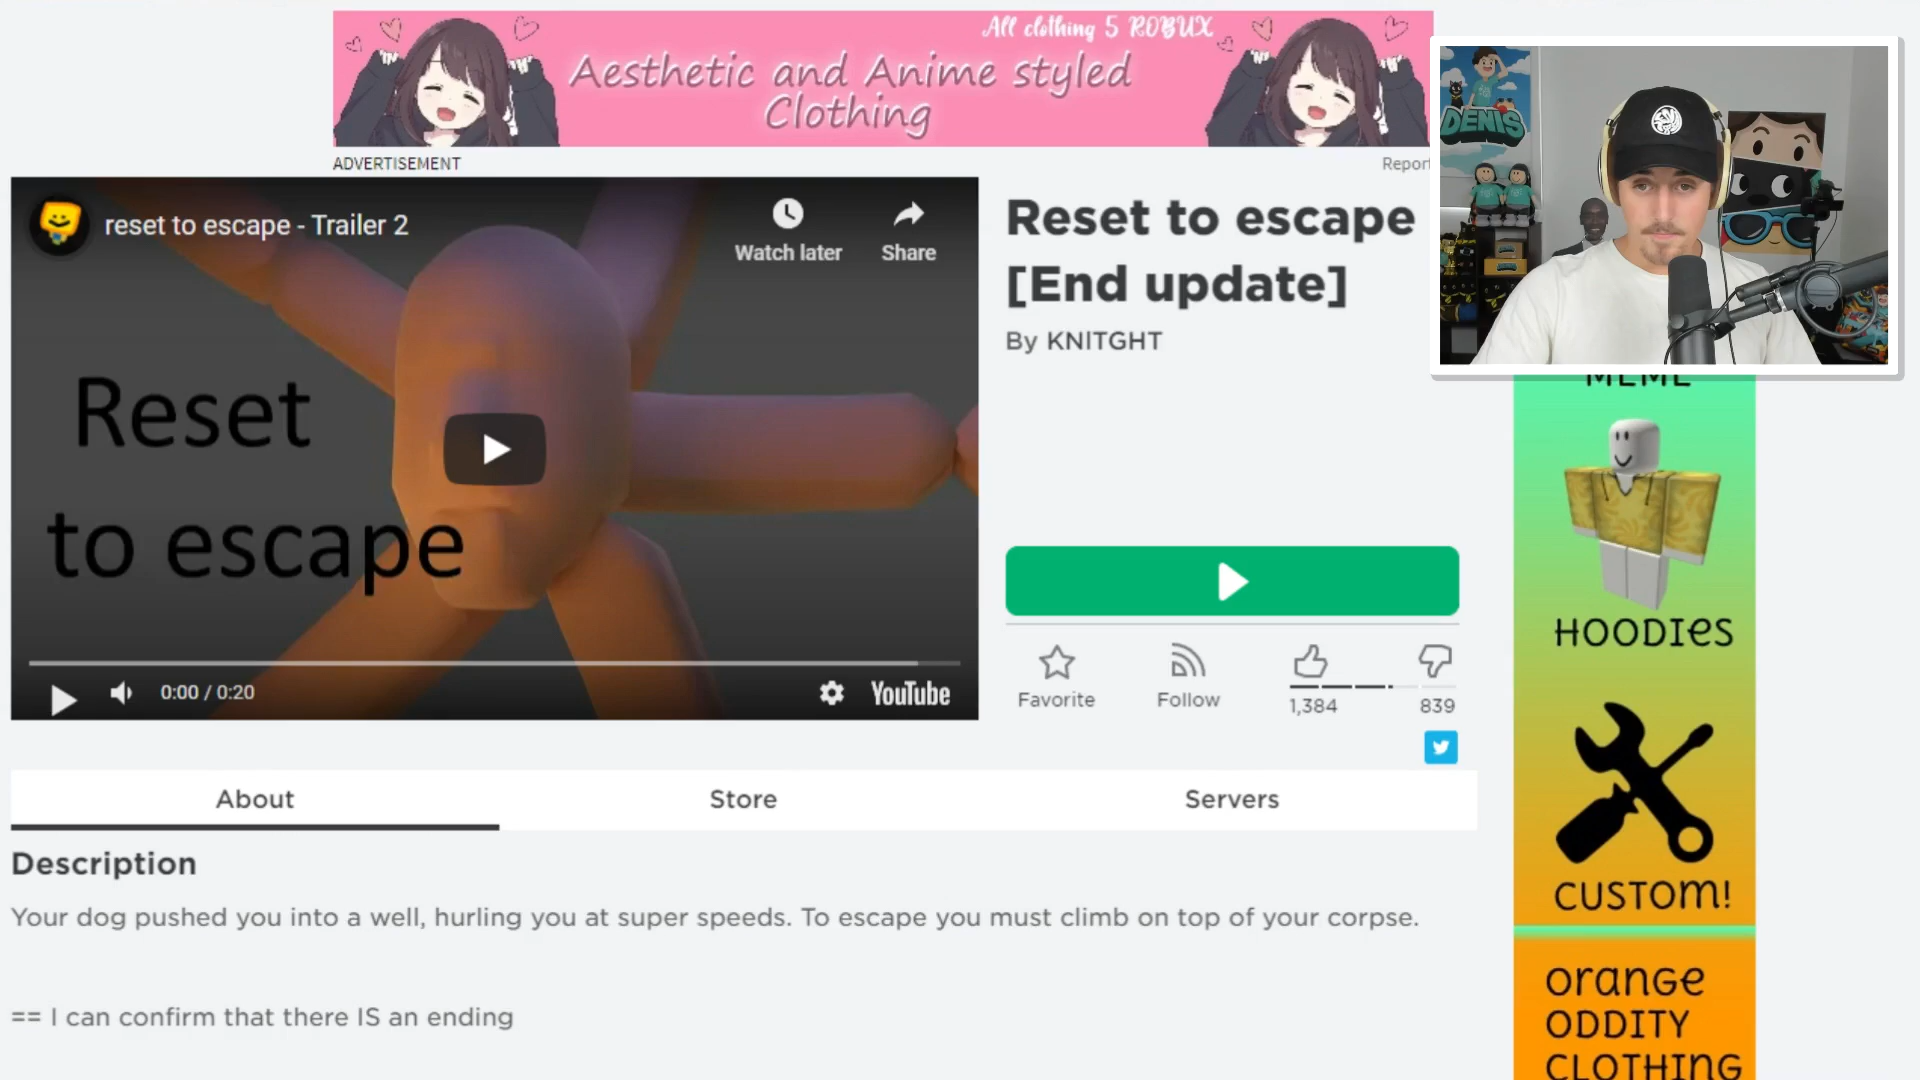 All clothing 5 ROBUX
Aesthetic and Anime styled
Clothing
ADVERTISEMENT
Report
reset to escape - Trailer 2
Watch later
Share
Reset
to escape
0:00 / 0:20
YouTube
Reset to escape
[End update]
By KNITGHT
Favorite
Follow
1,384
839
DENIS
MEME
HOODIES
CUSTOM!
ORANGE
ODDITY
CLOTHING
About
Store
Servers
Description
Your dog pushed you into a well, hurling you at super speeds. To escape you must climb on top of your corpse.
== I can confirm that there IS an ending